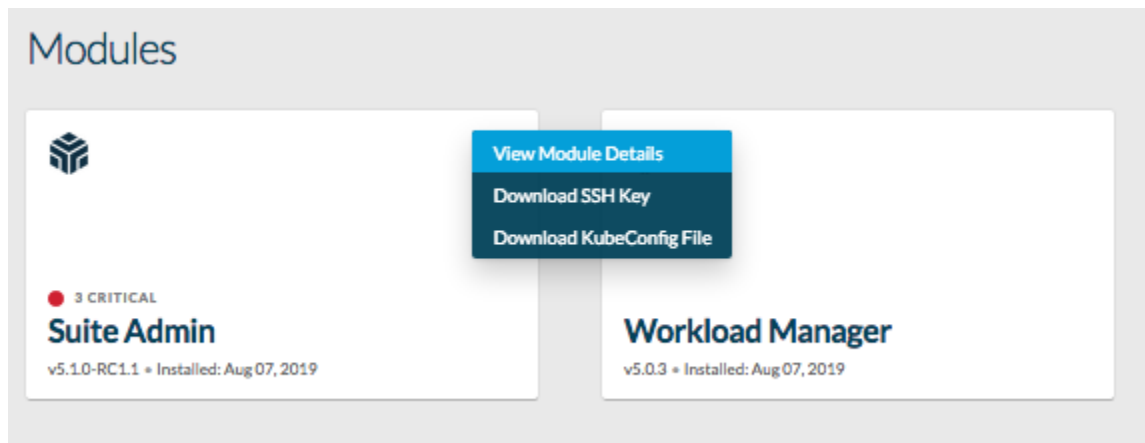 Modules
View Module Details
Download SSH Key
Download KubeConfig File
3 CRITICAL
Suite Admin
v5.1.0-RC1.1 • Installed: Aug 07, 2019
Workload Manager
v5.0.3 • Installed: Aug 07, 2019